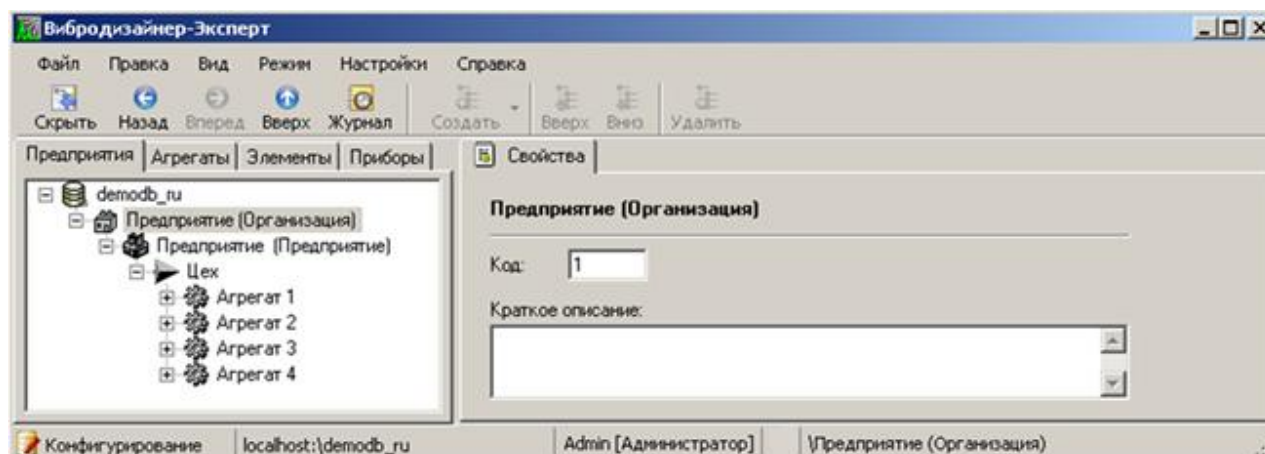 Вибродизайнер-Эксперт
Файл Правка Вид Режим Настройки Справка
Скрыть Назад Вперед Вверх Журнал Создать Вверх Вниз Удалить
Предприятия Агрегаты Элементы Приборы Свойства
demodb_ru
Предприятие (Организация)
Предприятие (Предприятие)
Цех
Агрегат 1
Агрегат 2
Агрегат 3
Агрегат 4
Предприятие (Организация)
Код: 1
Краткое описание:
Конфигурирование localhost:\demodb_ru Admin [Администратор] \Предприятие (Организация)